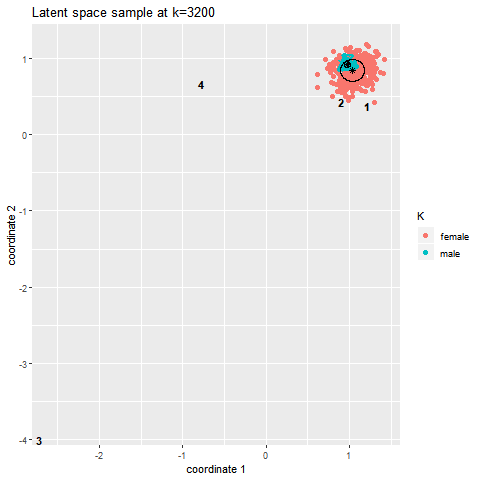 Latent space sample at k=3200
1
0
-1
-2
-3
-4
coordinate 2
4
2
1
3
-2
-1
0
1
coordinate 1
K
female
male